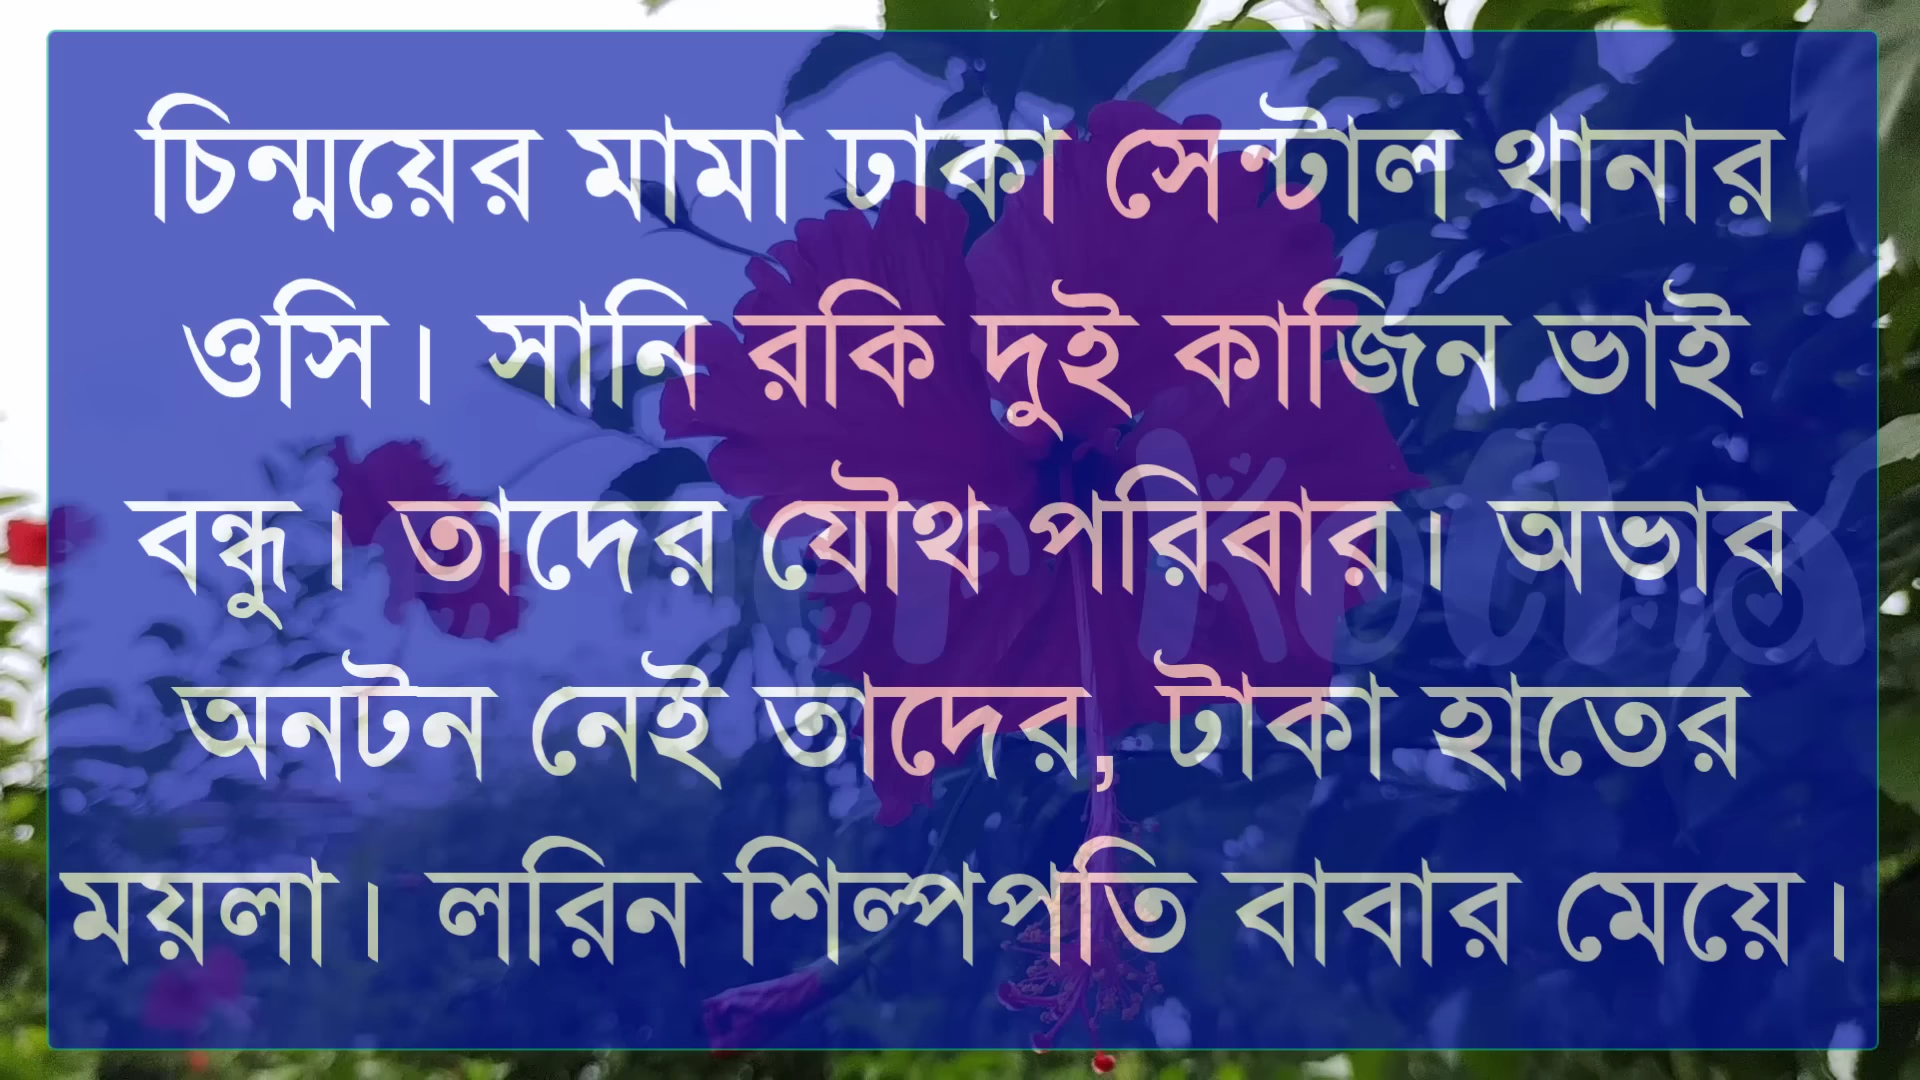 চিন্ময়ের মামা ঢাকা সেন্টাল থানার
ওসি। সানি রকি দুই কাজিন ভাই
বন্ধু। তাদের যৌথ পরিবার। অভাব
অনটন নেই তাদের, টাকা হাতের
ময়লা। লরিন শিল্পপতি বাবার মেয়ে।